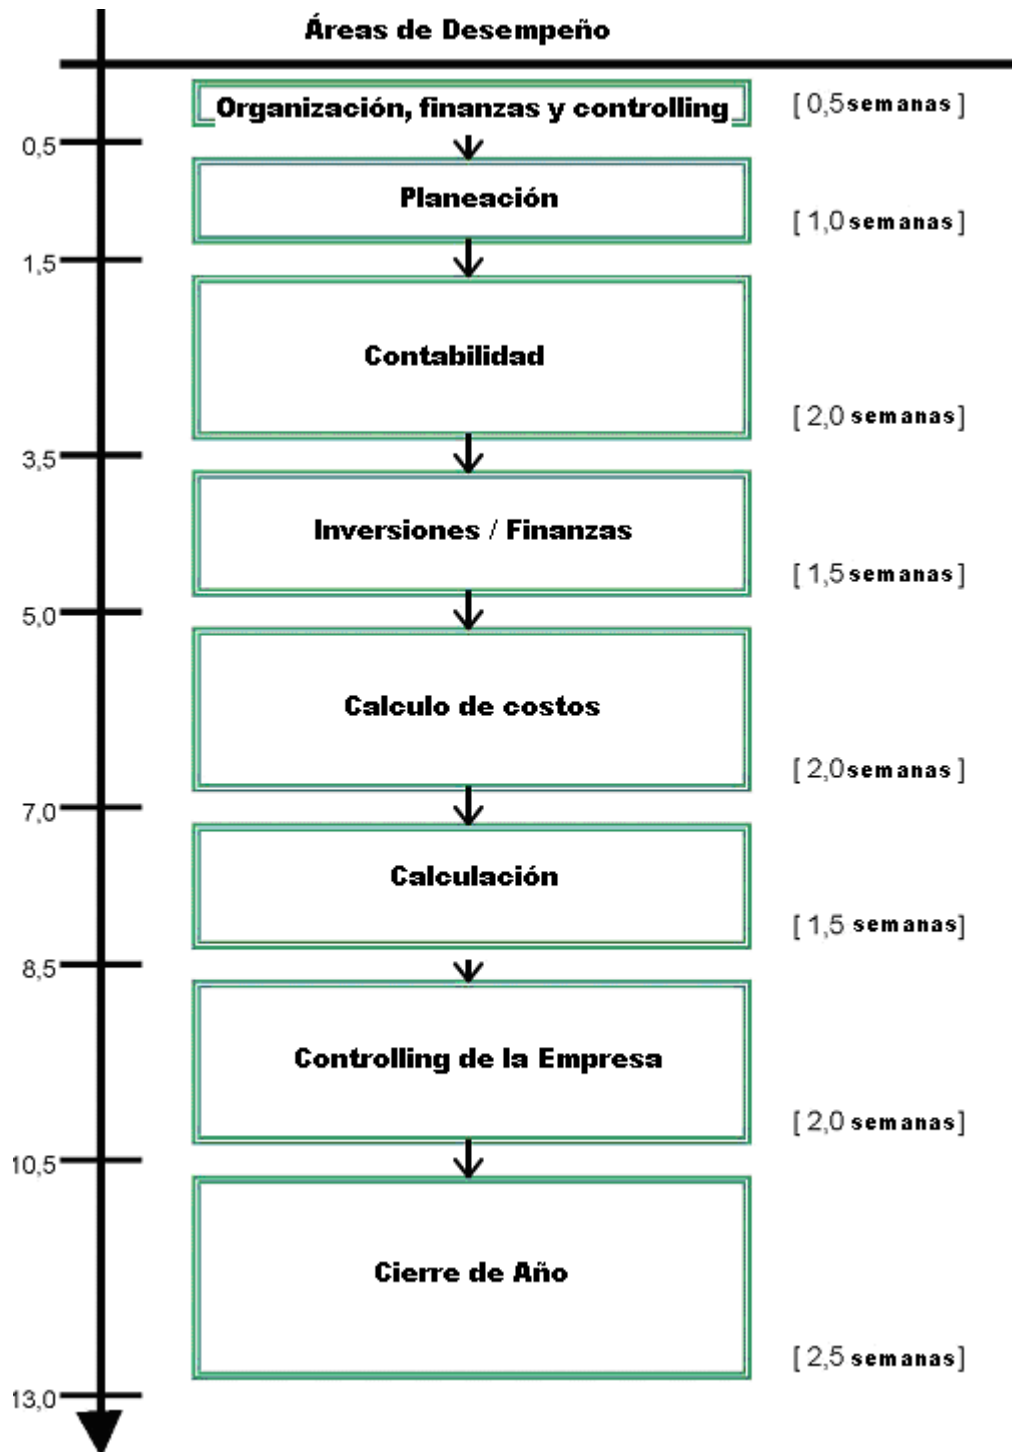 Áreas de Desempeño
Organización, finanzas y controlling
[ 0,5 semanas ]
0,5
Planeación
[ 1,0 semanas ]
1,5
Contabilidad
[ 2,0 semanas ]
3,5
Inversiones / Finanzas
[ 1,5 semanas ]
5,0
Calculo de costos
[ 2,0 semanas ]
7,0
Calculación
[ 1,5 semanas ]
8,5
Controlling de la Empresa
[ 2,0 semanas ]
10,5
Cierre de Año
[ 2,5 semanas ]
13,0